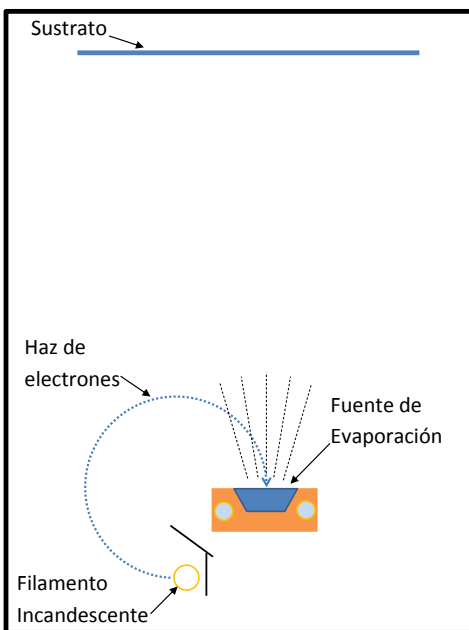 Sustrato
Haz de
electrones
Fuente de
Evaporación
Filamento
Incandescente